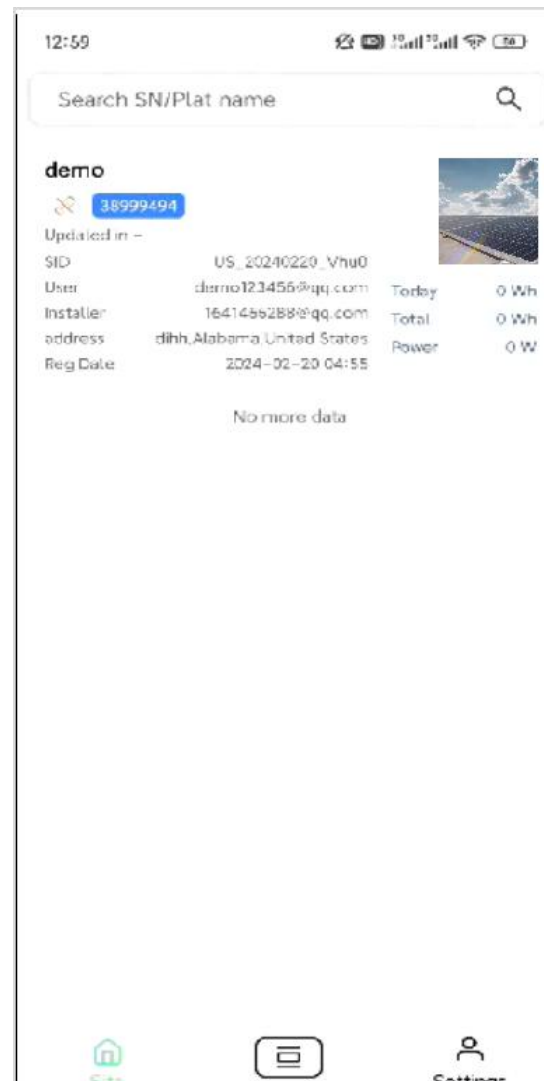 12:59
Search SN/Plat name
demo
38999494
Updated in –
SID US_20240220_Vhu0
User demo123456@qq.com
Installer 1641466288@qq.com
address dihh,Alabama,United States
Reg Date 2024-02-20 04:55
Today 0 Wh
Total 0 Wh
Power 0 W
No more data
Site
Settings